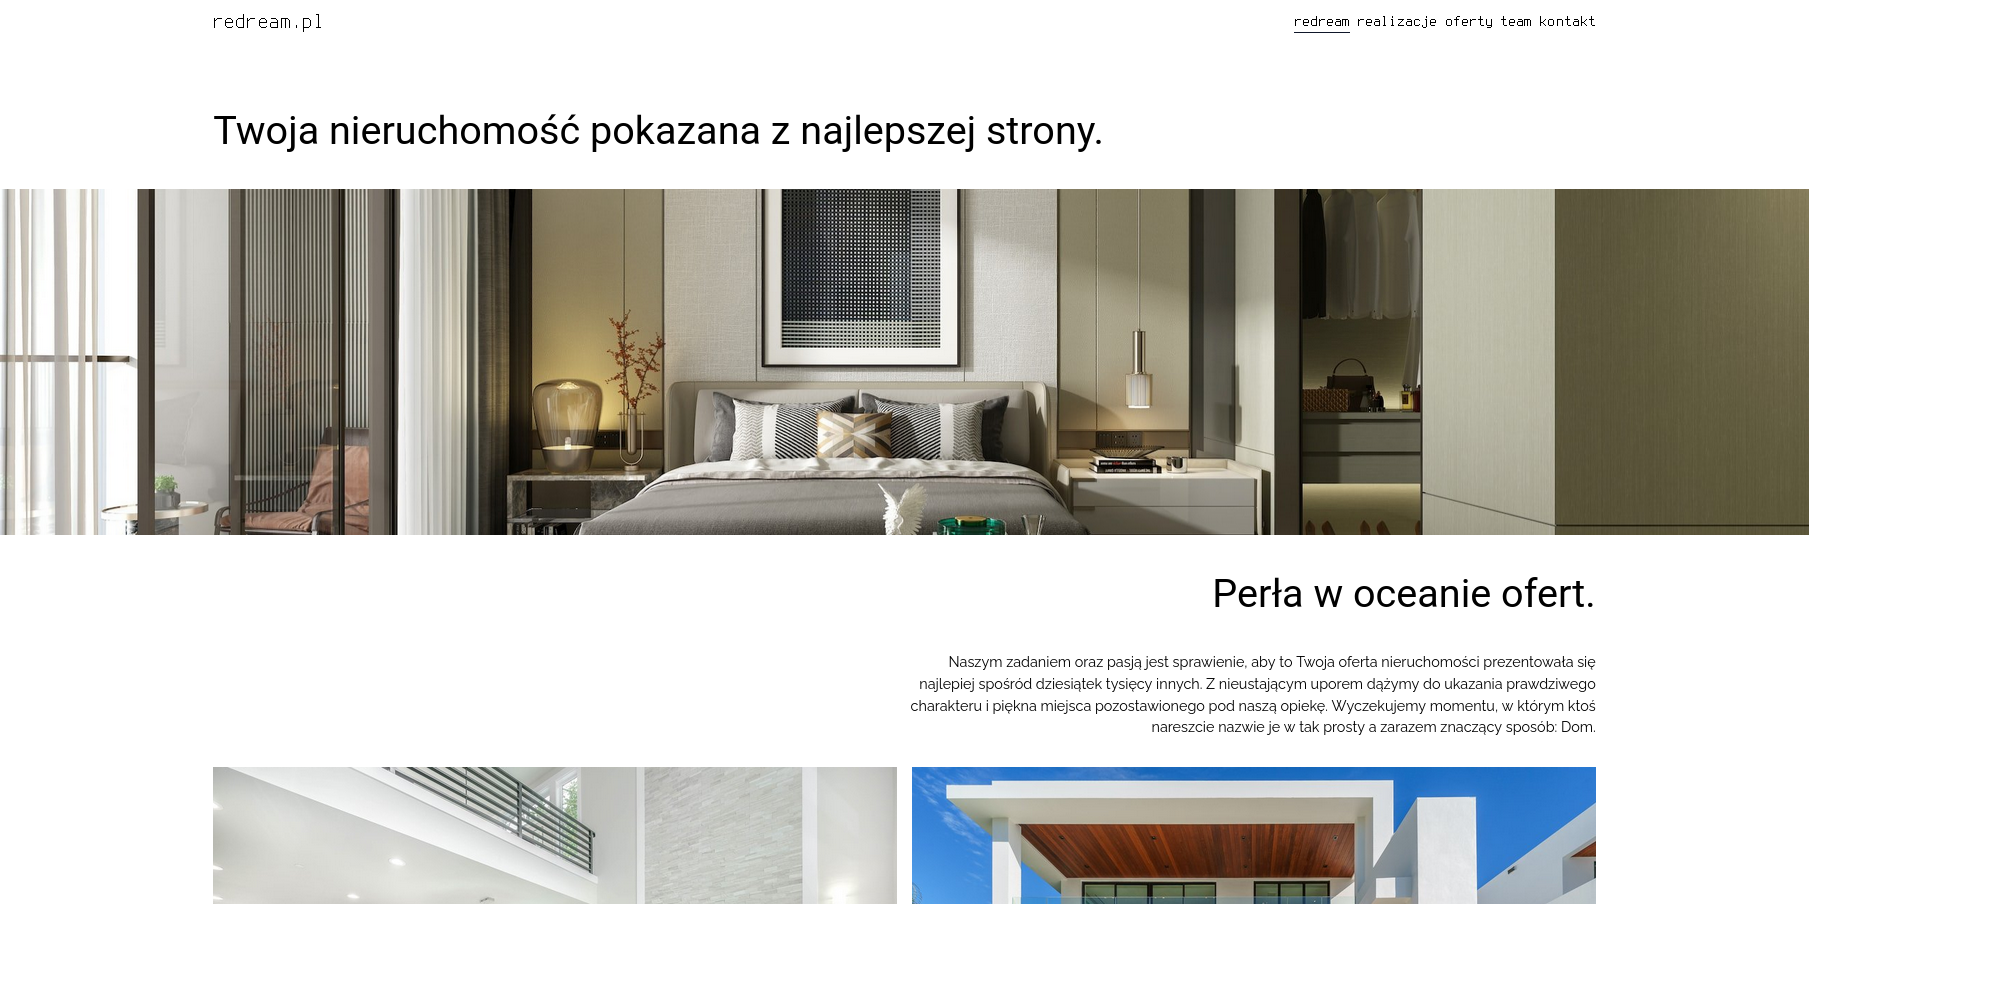 redream.pl
redream realizacje oferty team kontakt
Twoja nieruchomość pokazana z najlepszej strony.
Perła w oceanie ofert.
Naszym zadaniem oraz pasją jest sprawienie, aby to Twoja oferta nieruchomości prezentowała się
najlepiej spośród dziesiątek tysięcy innych. Z nieustającym uporem dążymy do ukazania prawdziwego
charakteru i piękna miejsca pozostawionego pod naszą opiekę. Wyczekujemy momentu, w którym ktoś
nareszcie nazwie je w tak prosty a zarazem znaczący sposób: Dom.